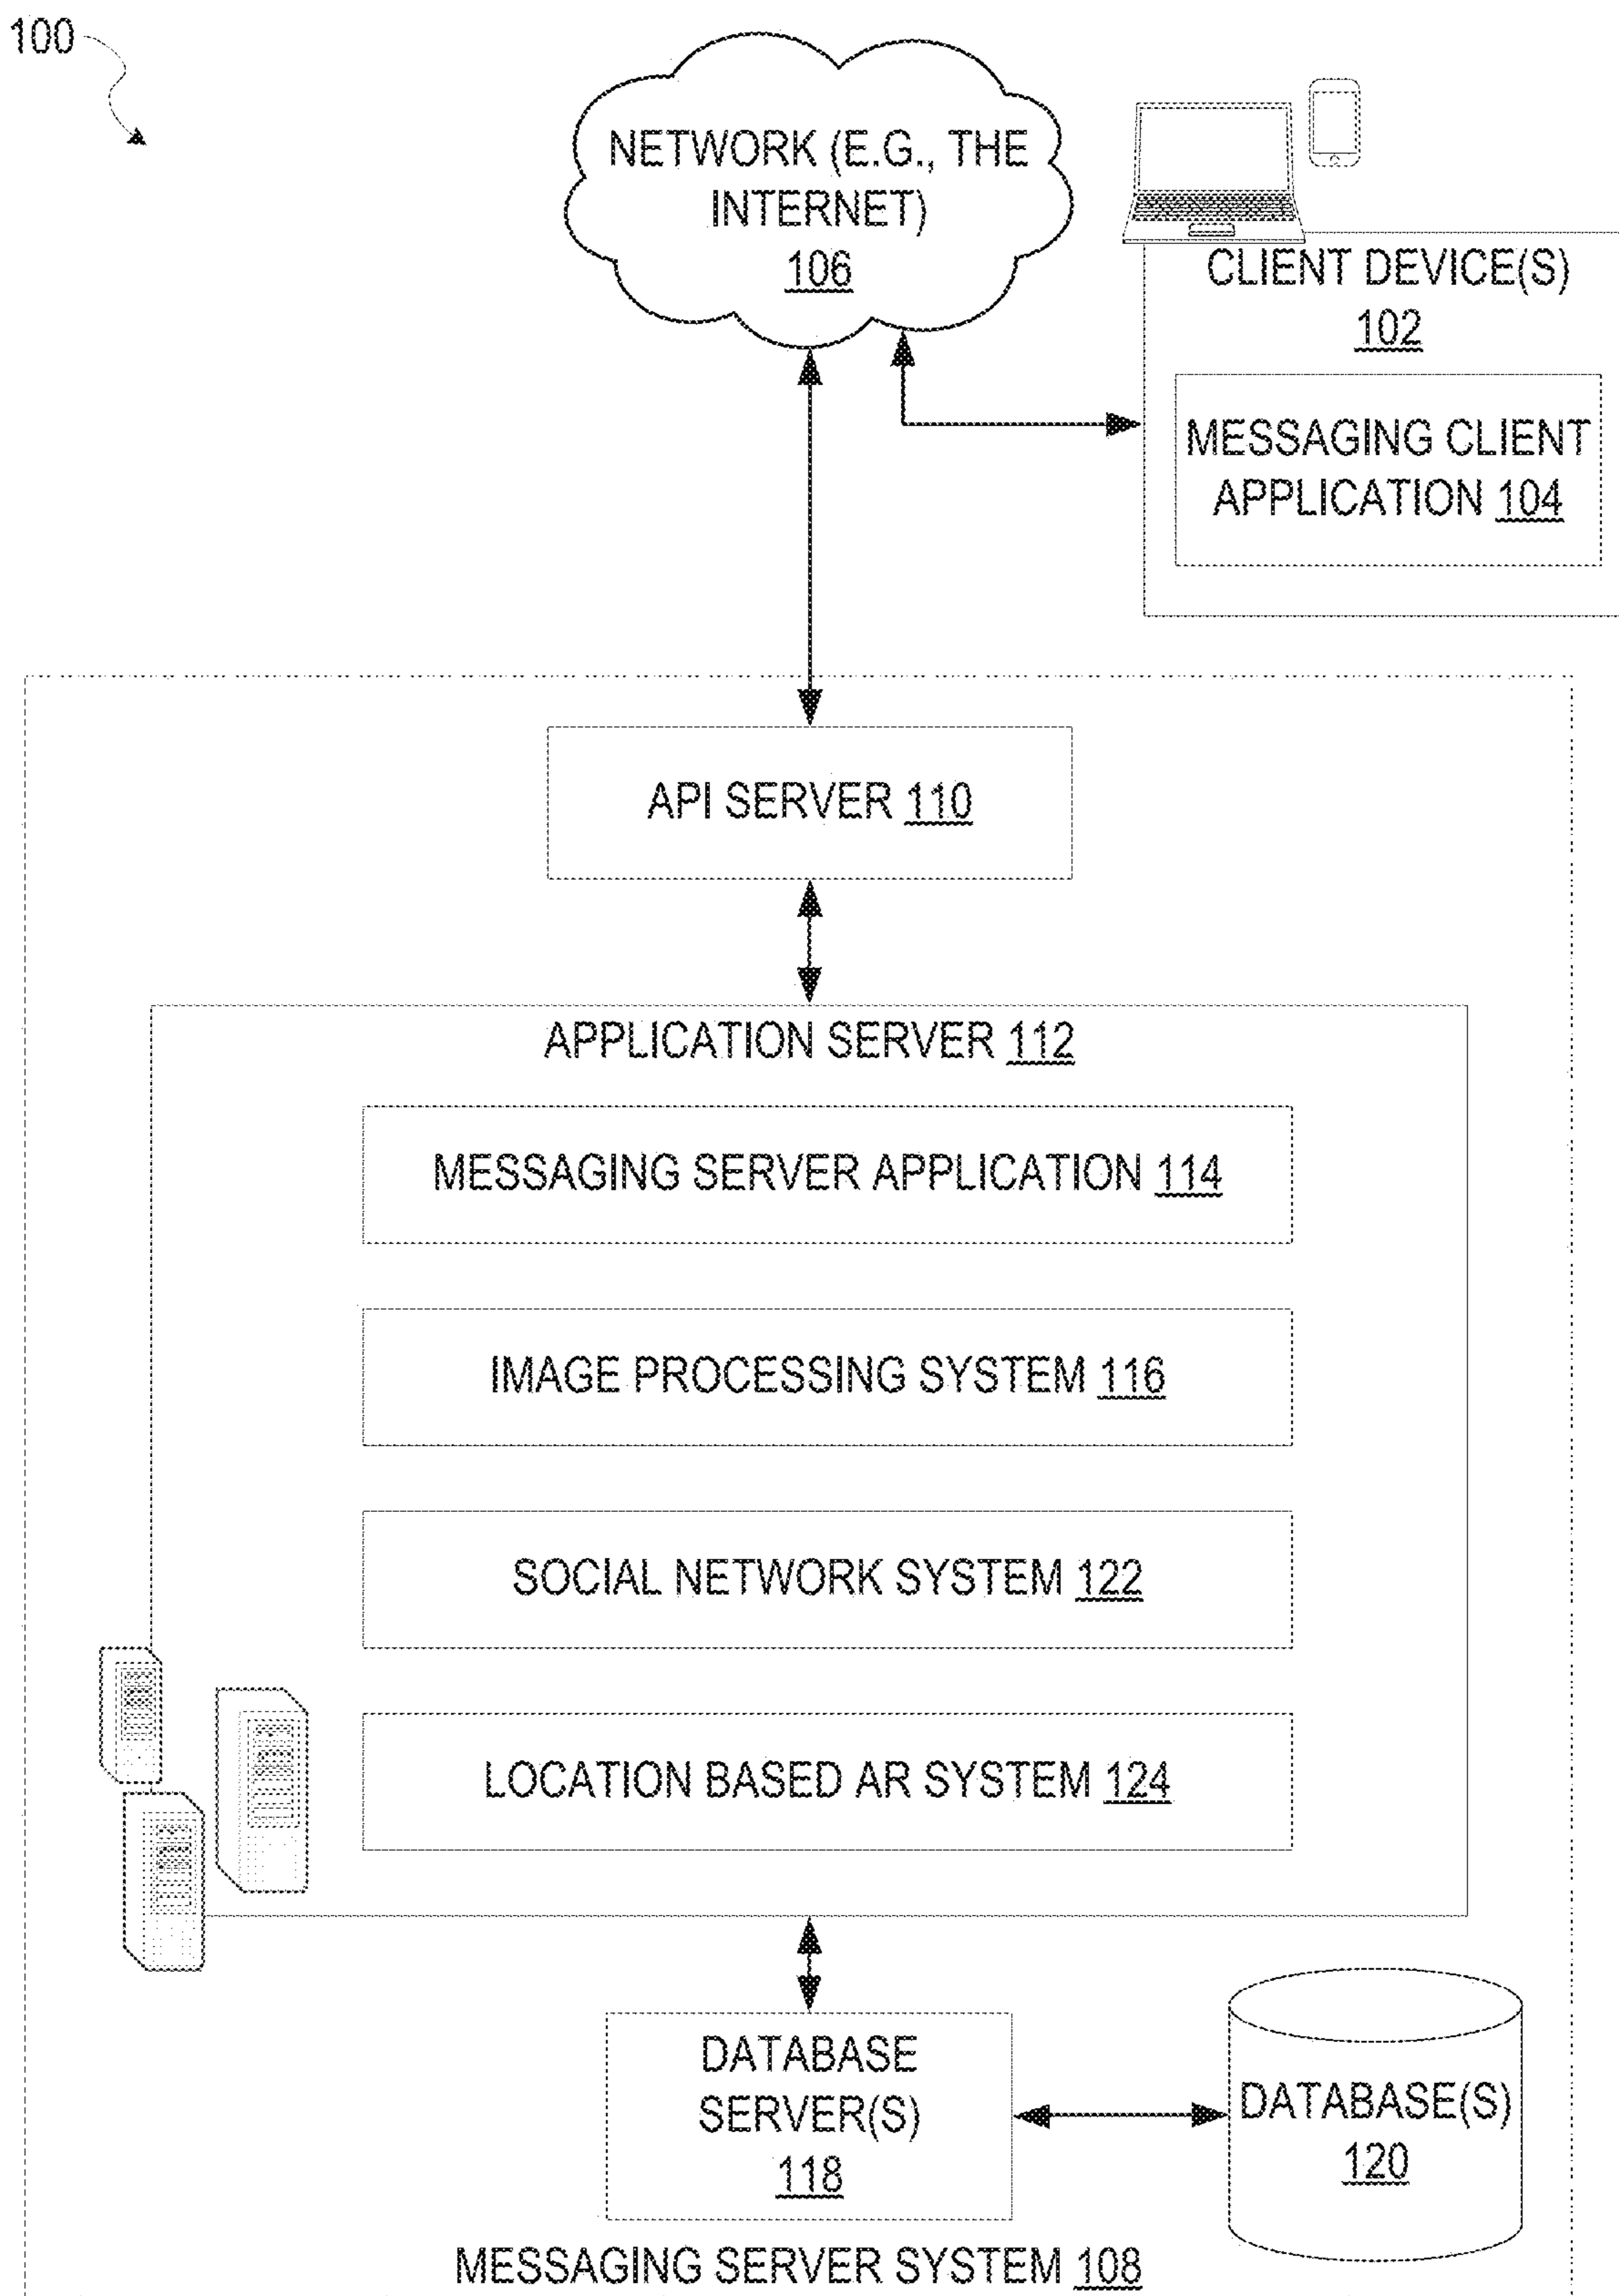 100
NETWORK (E.G., THE
INTERNET)
106
CLIENT DEVICE(S)
102
MESSAGING CLIENT
APPLICATION 104
API SERVER 110
APPLICATION SERVER 112
MESSAGING SERVER APPLICATION 114
IMAGE PROCESSING SYSTEM 116
SOCIAL NETWORK SYSTEM 122
LOCATION BASED AR SYSTEM 124
DATABASE
SERVER(S)
118
DATABASE(S)
120
MESSAGING SERVER SYSTEM 108